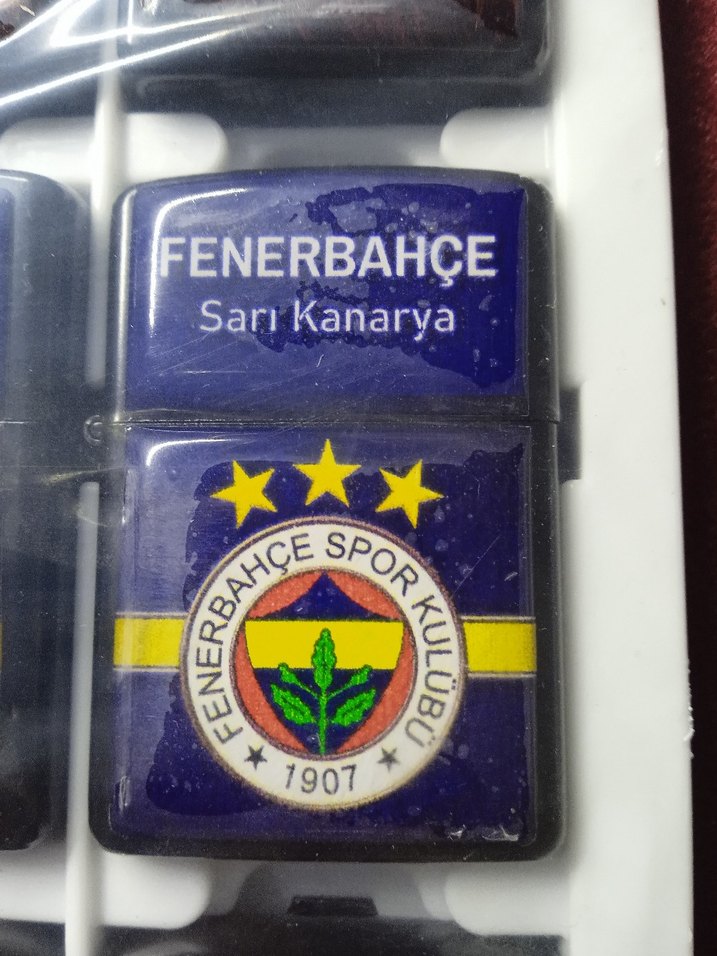 FENERBAHÇE
Sarı Kanarya
FENERBAHÇE SPOR KULÜBÜ
1907